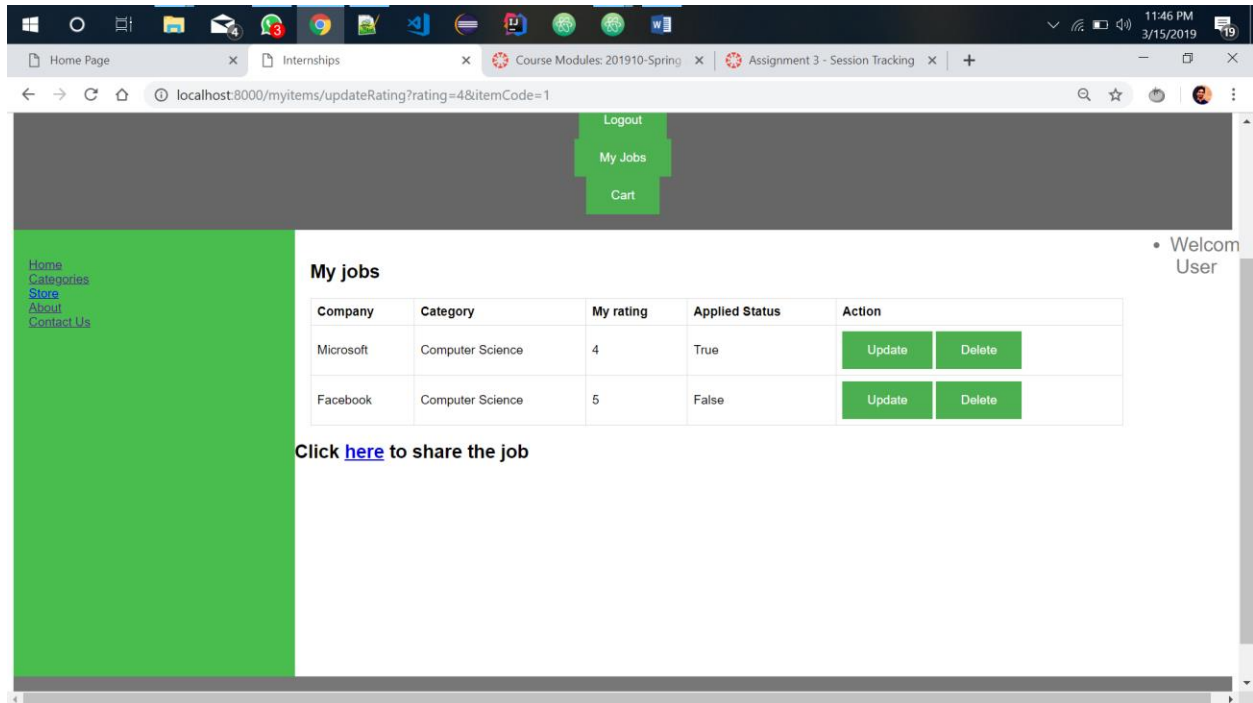 4
3
11:46 PM
3/15/2019
19
Home Page
Internships
Course Modules: 201910-Spring
Assignment 3 - Session Tracking
localhost:8000/myitems/updateRating?rating=4&itemCode=1
Logout
My Jobs
Cart
Home
Categories
Store
About
Contact Us
• Welcom
User
My jobs
Company Category My rating Applied Status Action
Microsoft Computer Science 4 True Update Delete
Facebook Computer Science 5 False Update Delete
Click here to share the job